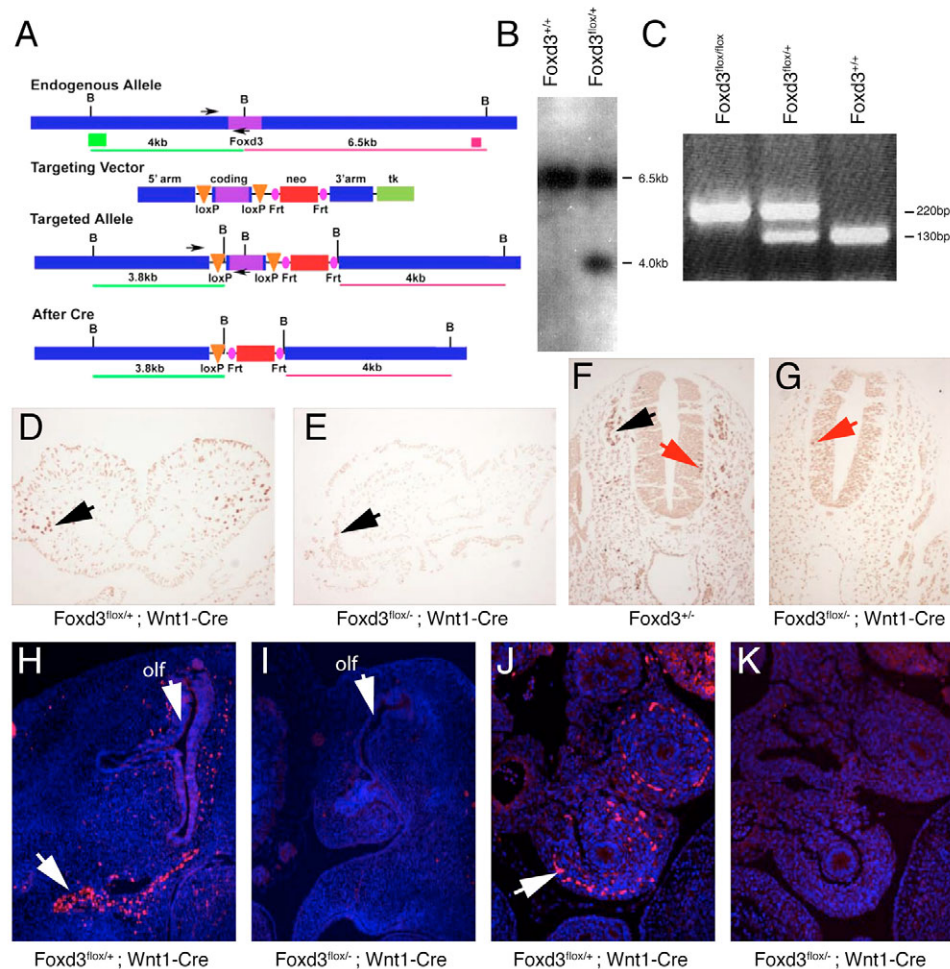 A
Endogenous Allele
B B B
4kb Foxd3 6.5kb
Targeting Vector
5' arm coding neo 3'arm tk
loxP loxP Frt Frt
Targeted Allele
B B B B B
loxP loxP Frt Frt
3.8kb 4kb
After Cre
B B B B
3.8kb loxP Frt Frt 4kb
B
Foxd3+/+
Foxd3flox/+
6.5kb
4.0kb
C
Foxd3flox/flox
Foxd3flox/+
Foxd3+/+
220bp
130bp
D
Foxd3flox/+ ; Wnt1-Cre
E
Foxd3flox/- ; Wnt1-Cre
F
Foxd3+/-
G
Foxd3flox/- ; Wnt1-Cre
H
olf
Foxd3flox/+ ; Wnt1-Cre
I
olf
Foxd3flox/- ; Wnt1-Cre
J
Foxd3flox/+ ; Wnt1-Cre
K
Foxd3flox/- ; Wnt1-Cre